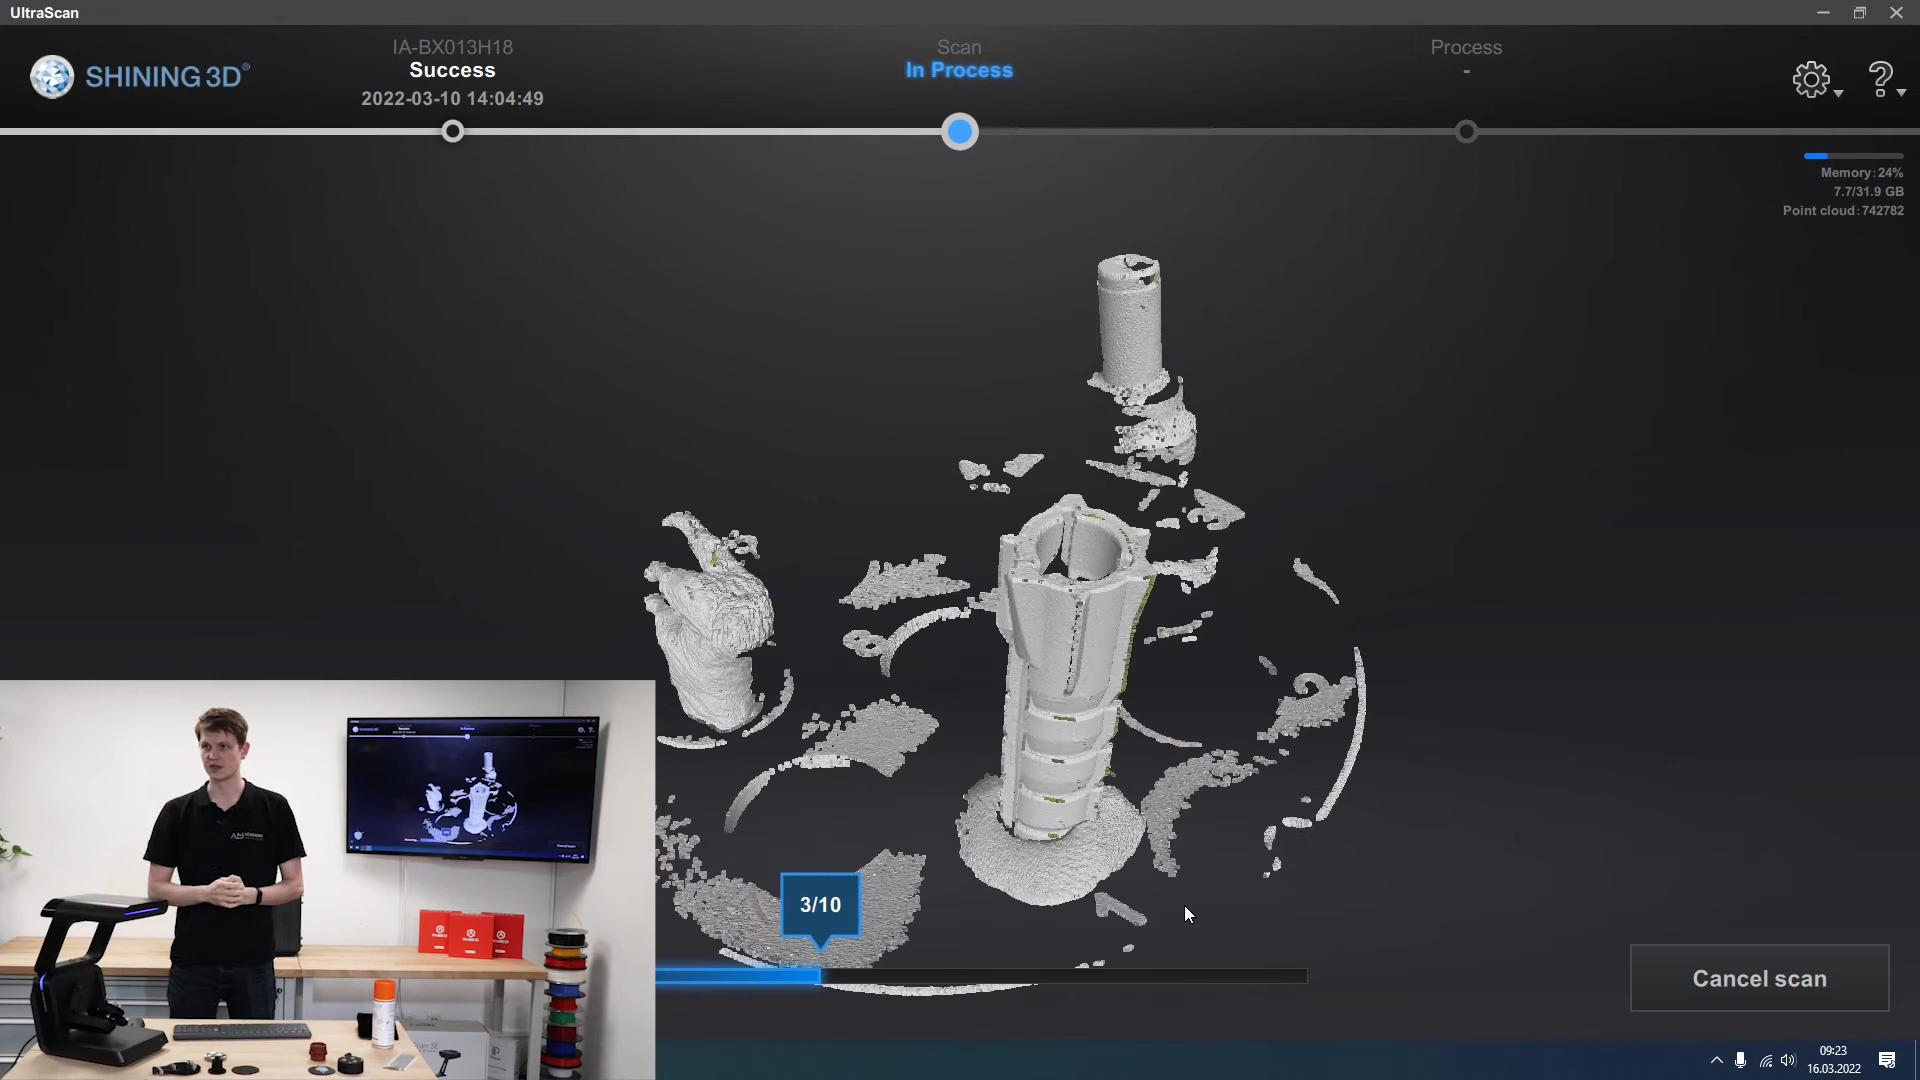 UltraScan
SHINING 3D®
IA-BX013H18
Success
2022-03-10 14:04:49
Scan
In Process
Process
-
Memory:24%
7.7/31.9 GB
Point cloud:742782
3/10
Cancel scan
09:23
16.03.2022